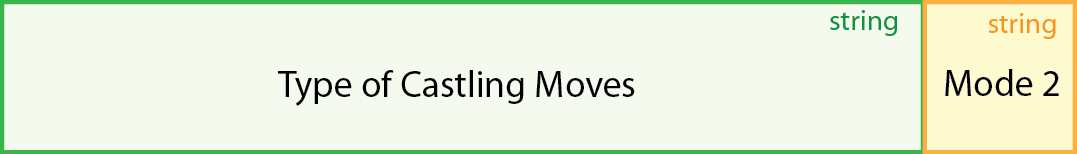 string
Type of Castling Moves
string
Mode 2